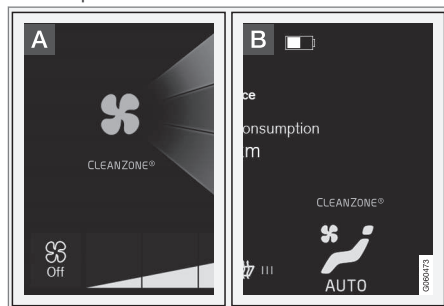 A
CLEANZONE®
Off
B
ce
onsumption
m
CLEANZONE®
AUTO
G060473